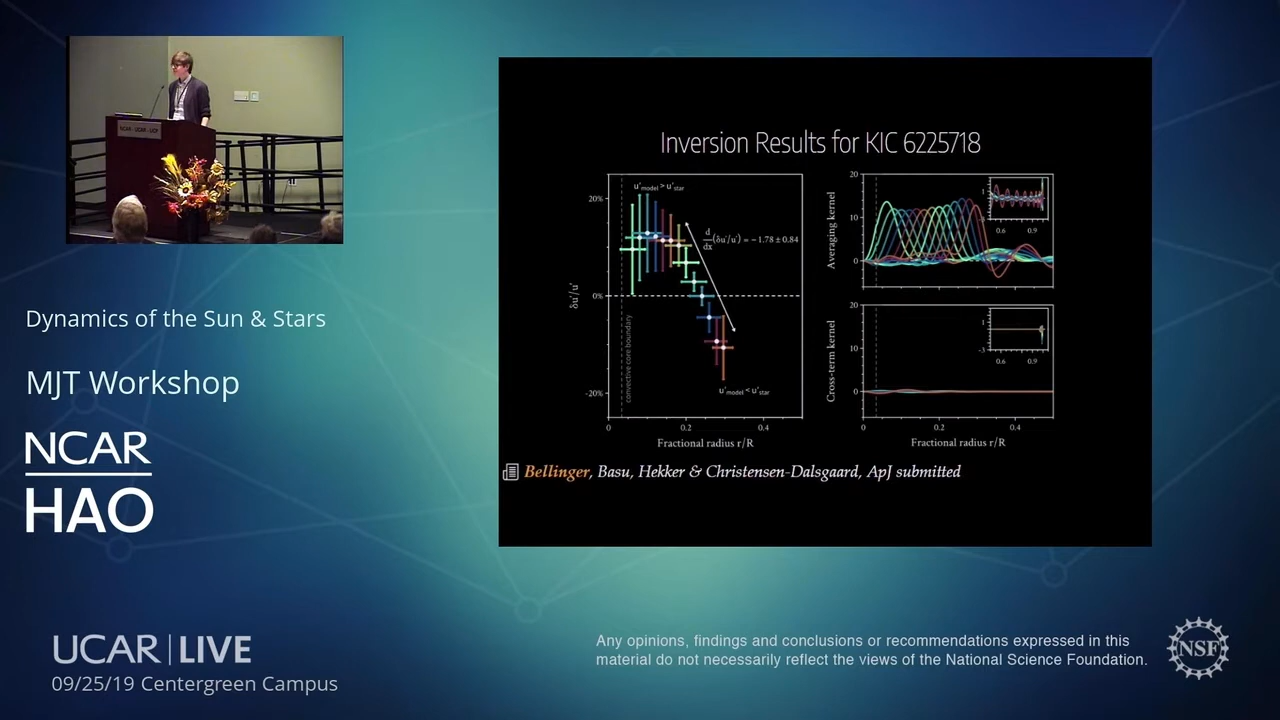 NCAR · UCAR · UCP
Dynamics of the Sun & Stars
MJT Workshop
NCAR
HAO
UCAR | LIVE
09/25/19 Centergreen Campus
Inversion Results for KIC 6225718
u'model > u'star
d/dx (δu'/u') = −1.78 ± 0.84
20%
0%
-20%
δu'/u'
convective core boundary
u'model < u'star
0 0.2 0.4
Fractional radius r/R
20
10
0
Averaging kernel
0.6 0.9
20
10
0
Cross-term kernel
1
-3
0.6 0.9
0 0.2 0.4
Fractional radius r/R
Bellinger, Basu, Hekker & Christensen-Dalsgaard, ApJ submitted
Any opinions, findings and conclusions or recommendations expressed in this
material do not necessarily reflect the views of the National Science Foundation.
NSF